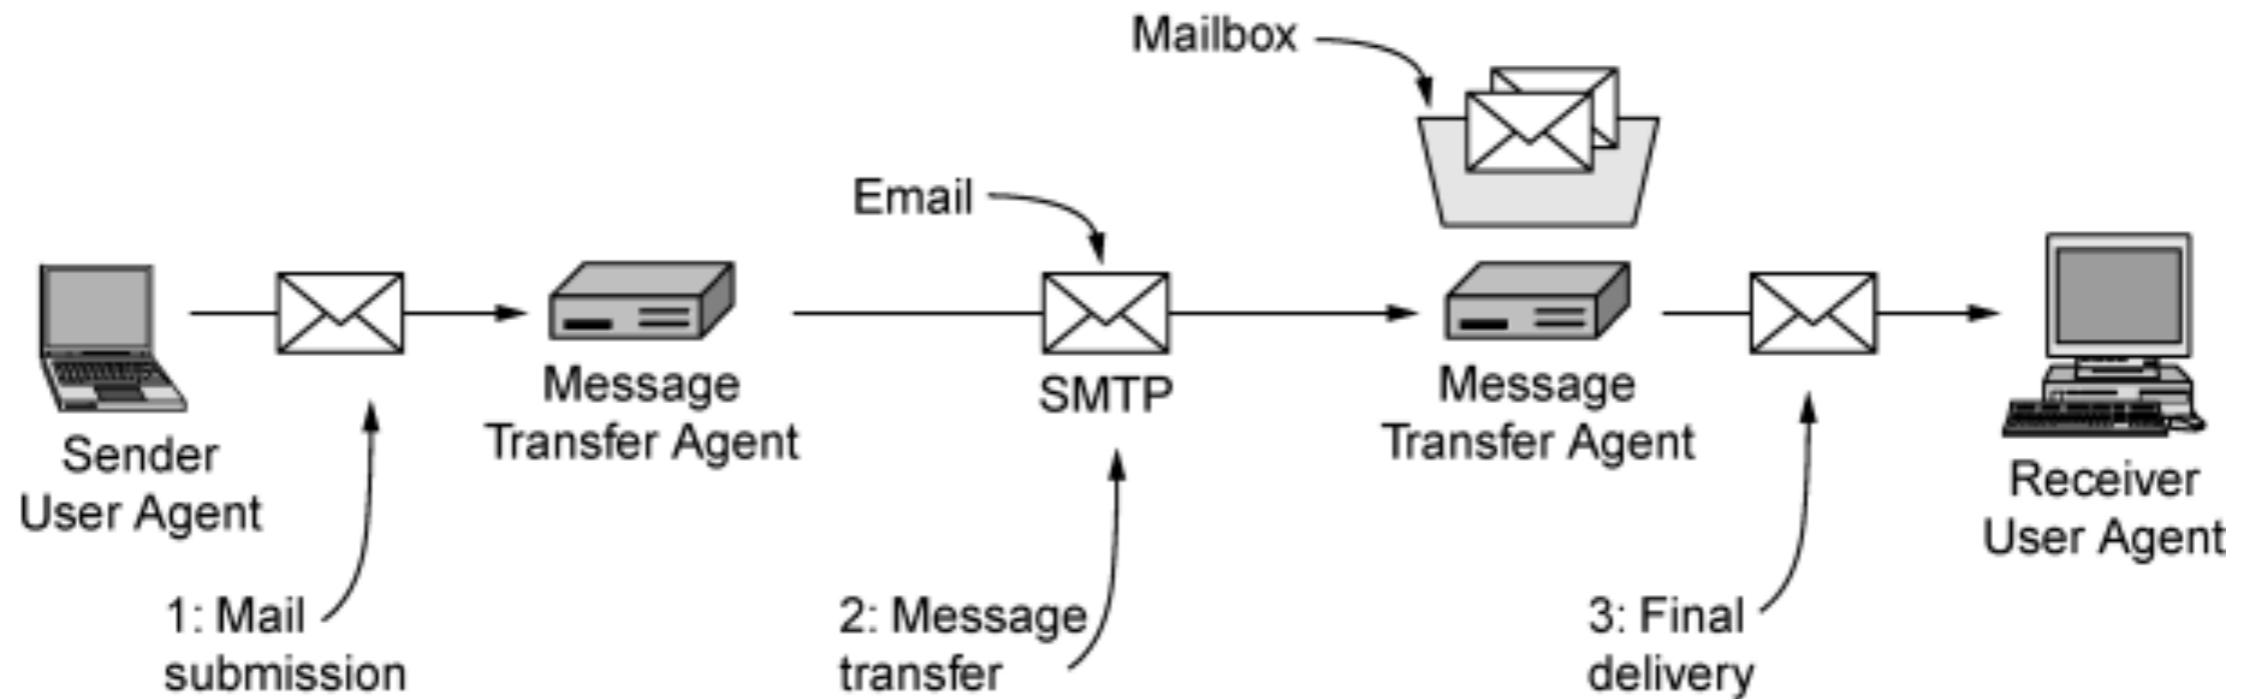 Mailbox
Email
Sender
User Agent
Message
Transfer Agent
SMTP
Message
Transfer Agent
Receiver
User Agent
1: Mail
submission
2: Message
transfer
3: Final
delivery